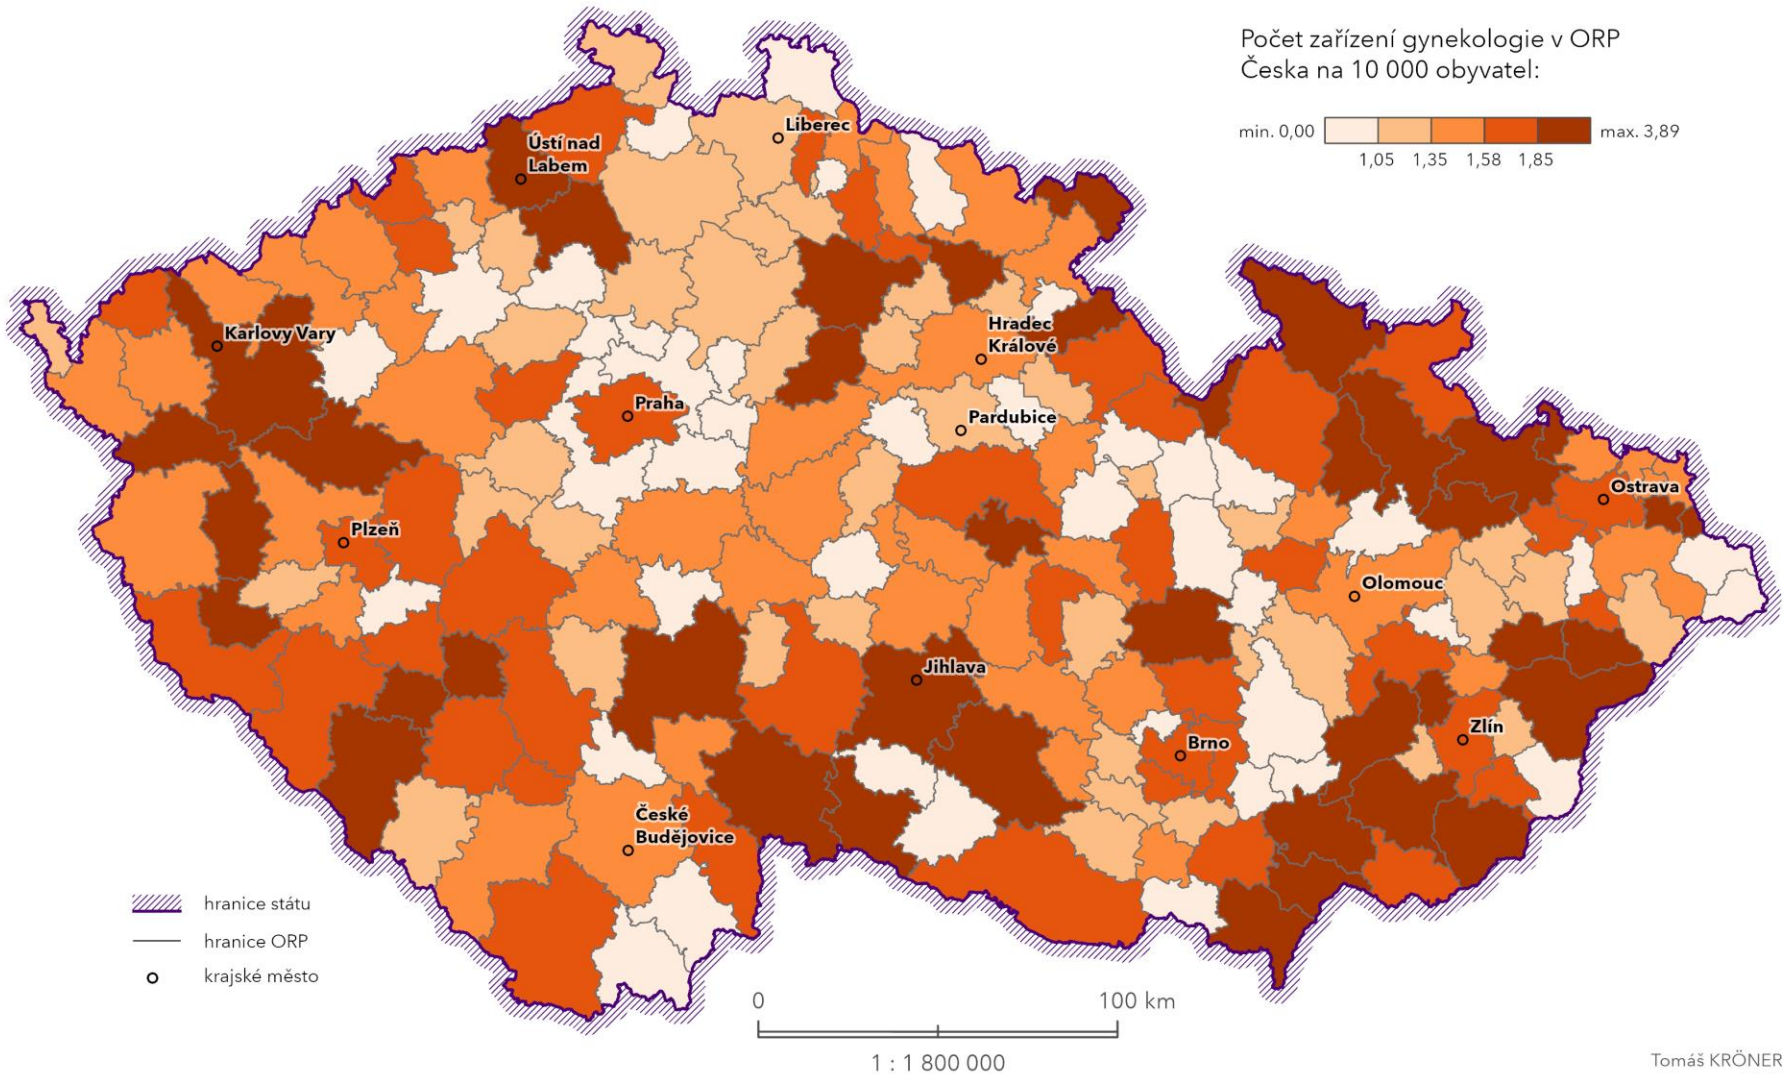 Počet zařízení gynekologie v ORP
Česka na 10 000 obyvatel:
min. 0,00
max. 3,89
1,05 1,35 1,58 1,85
Liberec
Ústí nad
Labem
Karlovy Vary
Hradec
Králové
Praha
Pardubice
Ostrava
Plzeň
Olomouc
Jihlava
Zlín
Brno
České
Budějovice
hranice státu
hranice ORP
krajské město
0 100 km
1 : 1 800 000
Tomáš KRÖNER